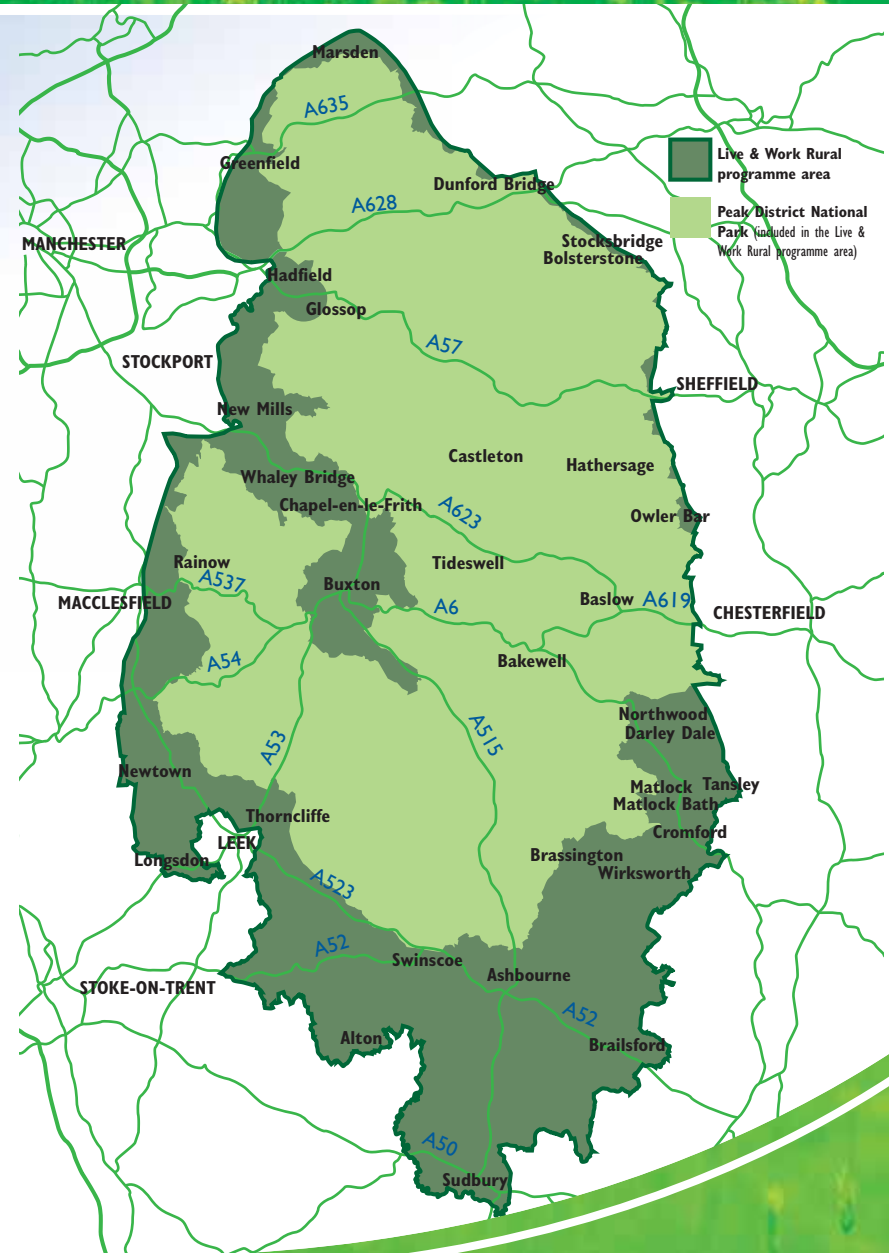 Marsden
A635
Greenfield
Live & Work Rural
programme area
Dunford Bridge
A628
Peak District National
Park (included in the Live &
Work Rural programme area)
MANCHESTER
Stocksbridge
Bolsterstone
Hadfield
Glossop
A57
STOCKPORT
SHEFFIELD
New Mills
Castleton
Hathersage
Whaley Bridge
Chapel-en-le-Frith
A623
Owler Bar
Rainow
Tideswell
A537
Buxton
MACCLESFIELD
A6
Baslow
A619
CHESTERFIELD
A54
Bakewell
Northwood
Darley Dale
A53
A515
Newtown
Matlock
Tansley
Matlock Bath
Thorncliffe
Cromford
LEEK
Longsdon
Brassington
Wirksworth
A523
A52
Swinscoe
Ashbourne
STOKE-ON-TRENT
A52
Alton
Brailsford
A50
Sudbury